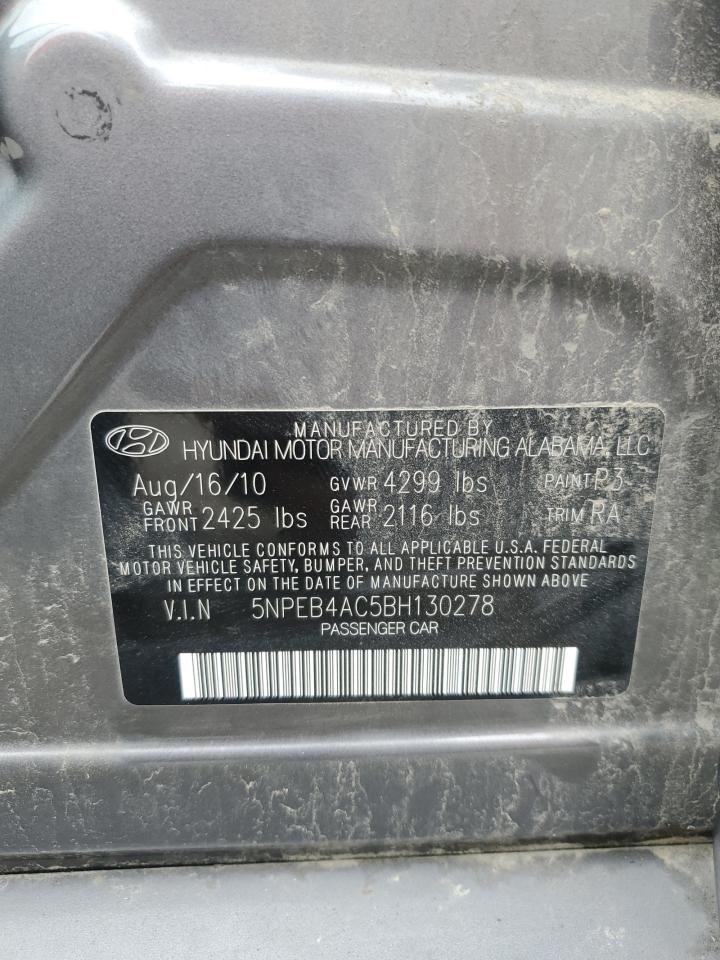 MANUFACTURED BY
HYUNDAI MOTOR MANUFACTURING ALABAMA, LLC
Aug/16/10 GVWR 4299 lbs PAINT P3
GAWR FRONT 2425 lbs GAWR REAR 2116 lbs TRIM RA
THIS VEHICLE CONFORMS TO ALL APPLICABLE U.S.A. FEDERAL
MOTOR VEHICLE SAFETY, BUMPER, AND THEFT PREVENTION STANDARDS
IN EFFECT ON THE DATE OF MANUFACTURE SHOWN ABOVE
V.I.N 5NPEB4AC5BH130278
PASSENGER CAR